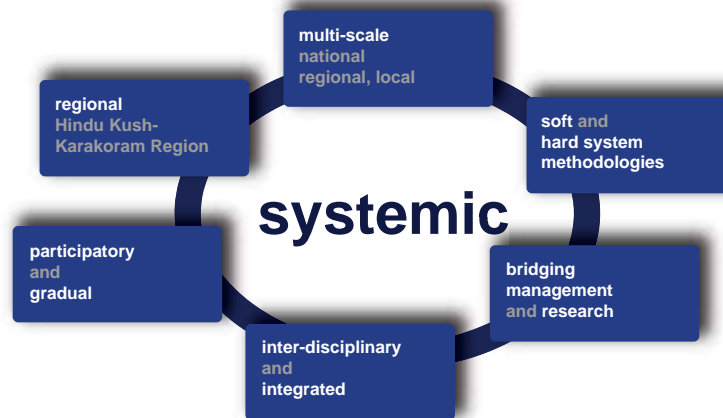 multi-scale
national
regional, local
soft and
hard system
methodologies
bridging
management
and research
inter-disciplinary
and
integrated
participatory
and
gradual
regional
Hindu Kush-
Karakoram Region
systemic